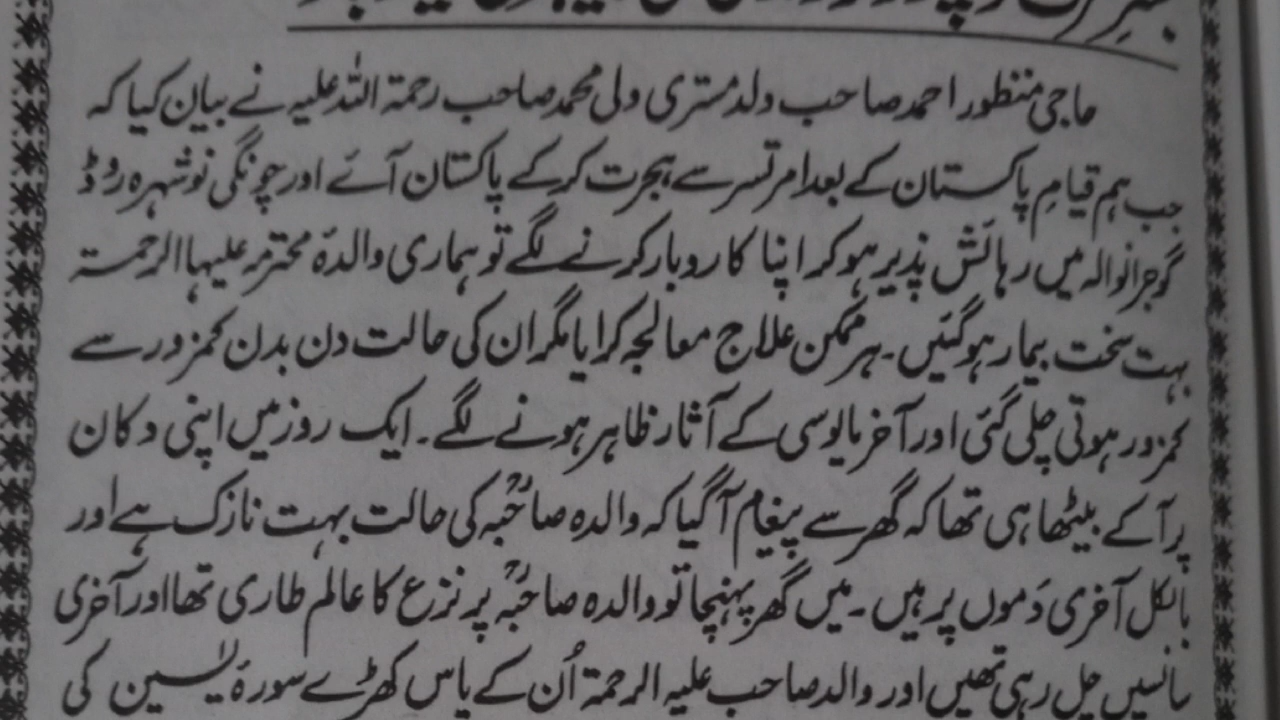 حاجی منظور احمد صاحب ولد مستری ولی محمد صاحب رحمۃ اللہ علیہ نے بیان کیا کہ
جب ہم قیامِ پاکستان کے بعد امرتسر سے ہجرت کر کے پاکستان آئے اور چونگی نوشہرہ روڈ
گوجرانوالہ میں رہائش پذیر ہو کر اپنا کاروبار کرنے لگے تو ہماری والدۂ محترمہ علیہا الرحمتہ
بہت سخت بیمار ہو گئیں۔ ہر ممکن علاج معالجہ کرایا مگر ان کی حالت دن بدن کمزور سے
کمزور ہوتی چلی گئی اور آخر مایوسی کے آثار ظاہر ہونے لگے۔ ایک روز میں اپنی دکان
پر آ کے بیٹھا ہی تھا کہ گھر سے پیغام آ گیا کہ والدہ صاحبہ کی حالت بہت نازک ہے اور
بالکل آخری دَموں پر ہیں۔ میں گھر پہنچا تو والدہ صاحبہ پر نزع کا عالم طاری تھا اور آخری
سانسیں چل رہی تھیں اور والد صاحب علیہ الرحمۃ اُن کے پاس کھڑے سورۂ یٰسین کی